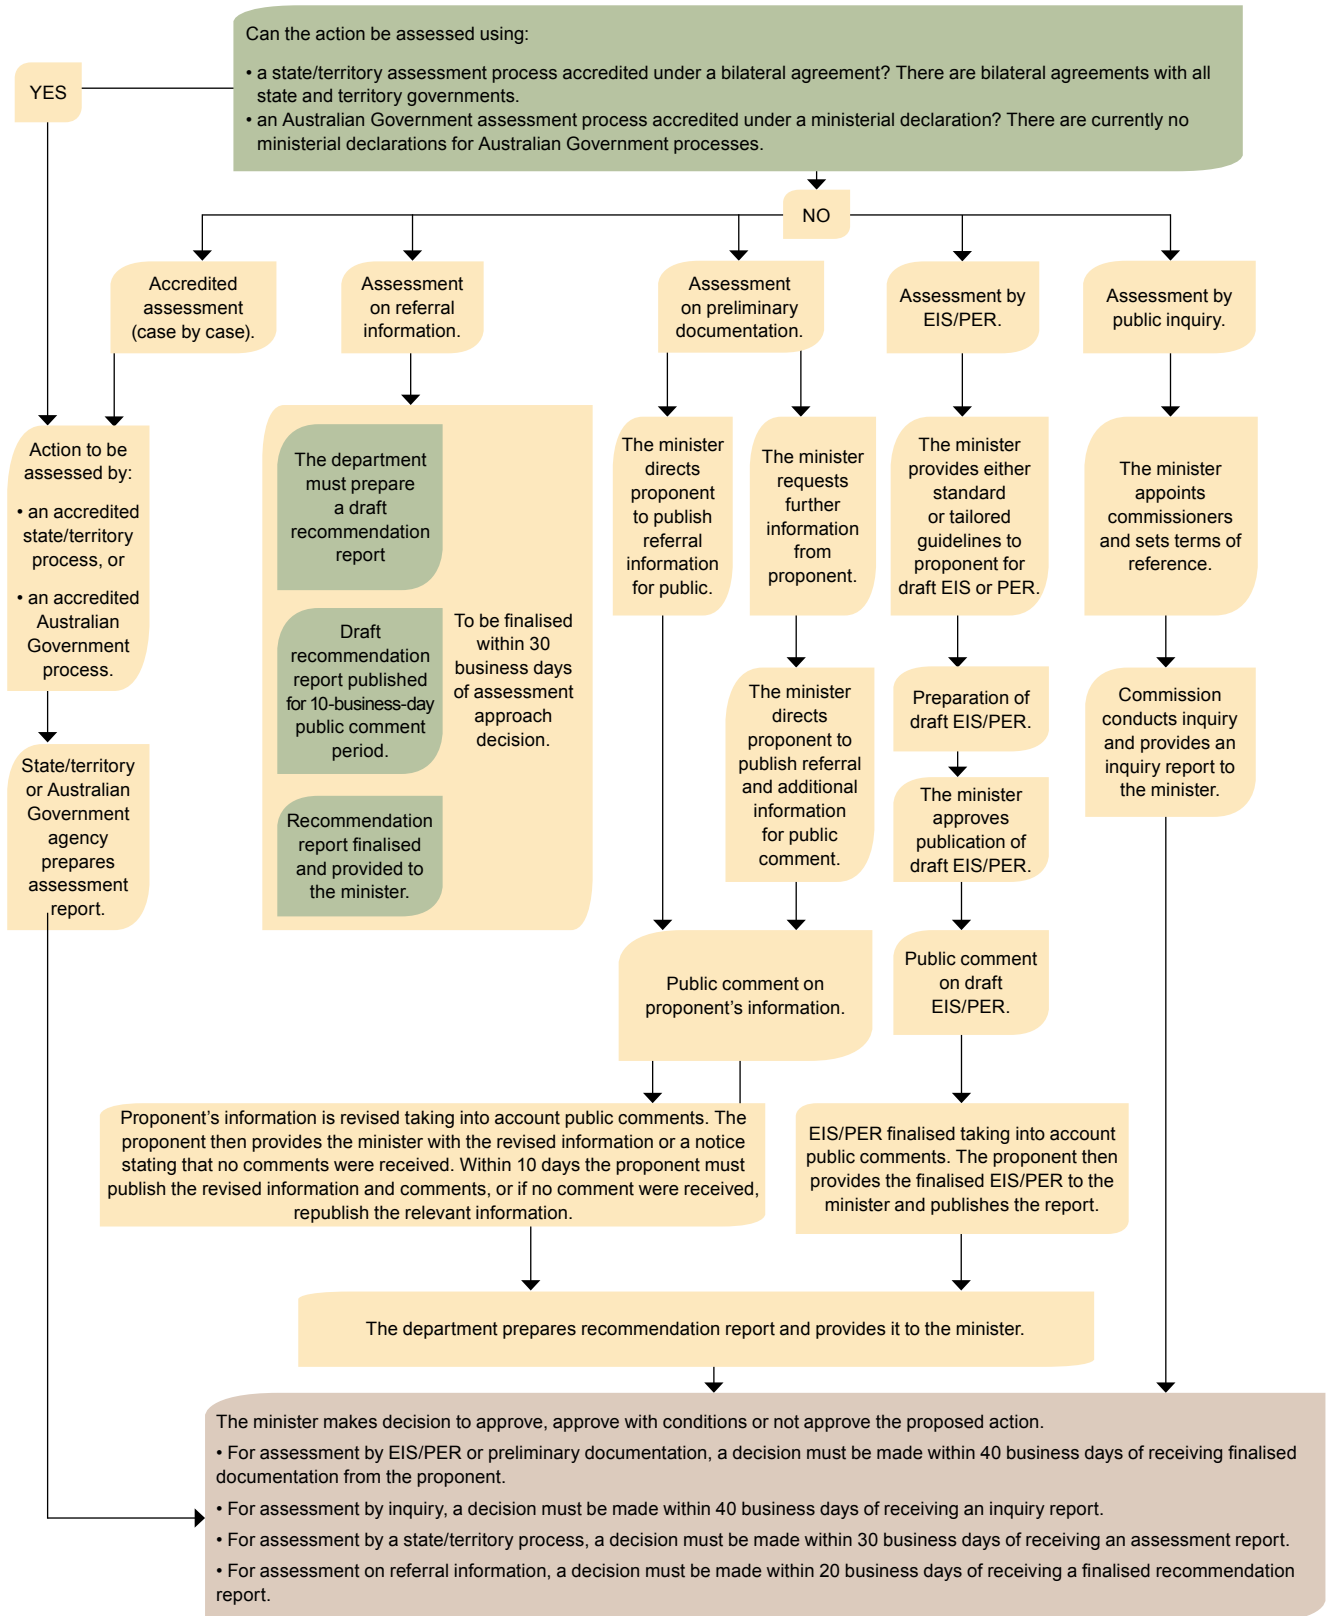 Can the action be assessed using:
• a state/territory assessment process accredited under a bilateral agreement? There are bilateral agreements with all
state and territory governments.
• an Australian Government assessment process accredited under a ministerial declaration? There are currently no
ministerial declarations for Australian Government processes.
YES
NO
Accredited
assessment
(case by case).
Assessment
on referral
information.
Assessment
on preliminary
documentation.
Assessment by
EIS/PER.
Assessment by
public inquiry.
Action to be
assessed by:
• an accredited
state/territory
process, or
• an accredited
Australian
Government
process.
State/territory
or Australian
Government
agency
prepares
assessment
report.
The department
must prepare
a draft
recommendation
report
Draft
recommendation
report published
for 10-business-day
public comment
period.
Recommendation
report finalised
and provided to
the minister.
To be finalised
within 30
business days
of assessment
approach
decision.
The minister
directs
proponent
to publish
referral
information
for public.
The minister
requests
further
information
from
proponent.
The minister
directs
proponent to
publish referral
and additional
information
for public
comment.
Public comment on
proponent’s information.
The minister
provides either
standard
or tailored
guidelines to
proponent for
draft EIS or PER.
Preparation of
draft EIS/PER.
The minister
approves
publication of
draft EIS/PER.
Public comment
on draft
EIS/PER.
The minister
appoints
commissioners
and sets terms of
reference.
Commission
conducts inquiry
and provides an
inquiry report to
the minister.
Proponent’s information is revised taking into account public comments. The
proponent then provides the minister with the revised information or a notice
stating that no comments were received. Within 10 days the proponent must
publish the revised information and comments, or if no comment were received,
republish the relevant information.
EIS/PER finalised taking into account
public comments. The proponent then
provides the finalised EIS/PER to the
minister and publishes the report.
The department prepares recommendation report and provides it to the minister.
The minister makes decision to approve, approve with conditions or not approve the proposed action.
• For assessment by EIS/PER or preliminary documentation, a decision must be made within 40 business days of receiving finalised
documentation from the proponent.
• For assessment by inquiry, a decision must be made within 40 business days of receiving an inquiry report.
• For assessment by a state/territory process, a decision must be made within 30 business days of receiving an assessment report.
• For assessment on referral information, a decision must be made within 20 business days of receiving a finalised recommendation
report.